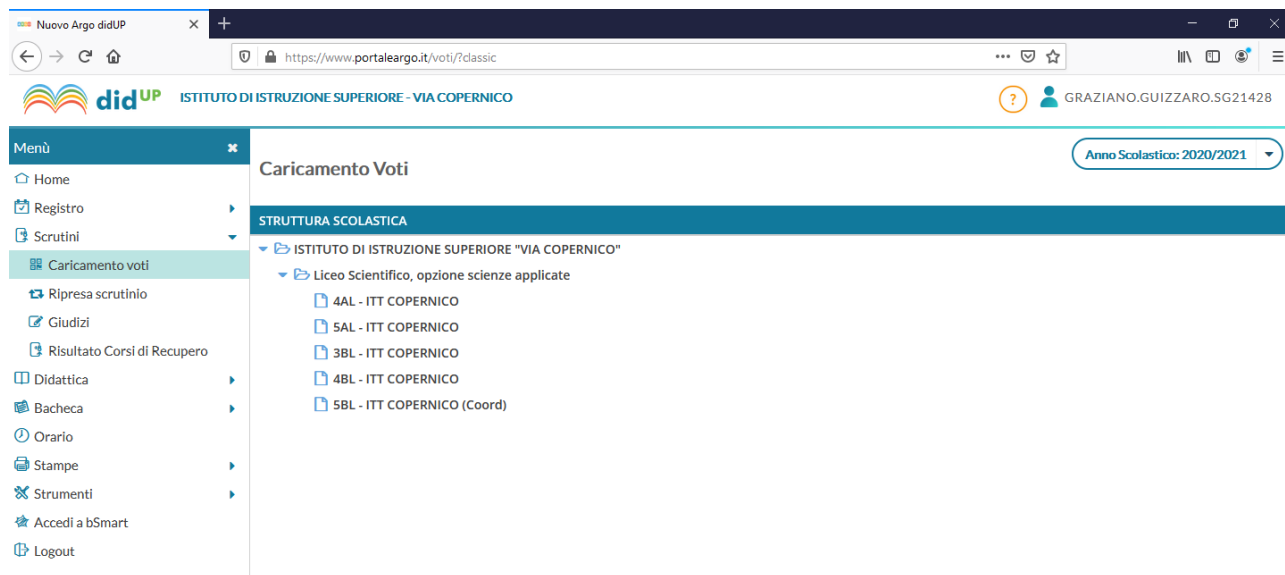 Nuovo Argo didUP
https://www.portaleargo.it/voti/?classic
didUP ISTITUTO DI ISTRUZIONE SUPERIORE - VIA COPERNICO
? GRAZIANO.GUIZZARO.SG21428
Menù
Home
Registro
Scrutini
Caricamento voti
Ripresa scrutinio
Giudizi
Risultato Corsi di Recupero
Didattica
Bacheca
Orario
Stampe
Strumenti
Accedi a bSmart
Logout
Caricamento Voti
Anno Scolastico: 2020/2021
STRUTTURA SCOLASTICA
ISTITUTO DI ISTRUZIONE SUPERIORE "VIA COPERNICO"
Liceo Scientifico, opzione scienze applicate
4AL - ITT COPERNICO
5AL - ITT COPERNICO
3BL - ITT COPERNICO
4BL - ITT COPERNICO
5BL - ITT COPERNICO (Coord)